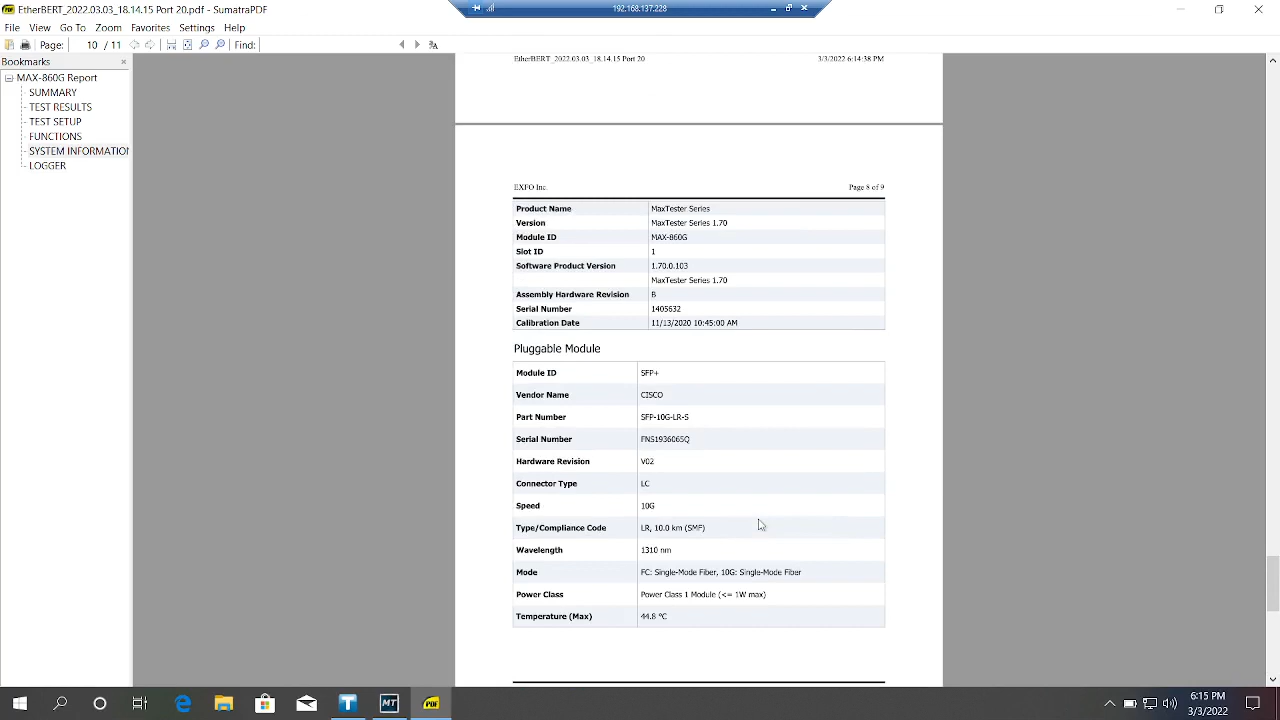 EtherBERT_2022.03.03_18.14.15 Port 20.pdf - SumatraPDF
192.168.137.228
File View Go To Zoom Favorites Settings Help
Page: 10 / 11 Find:
Bookmarks
MAX-860G Report
SUMMARY
TEST RESULTS
TEST SETUP
FUNCTIONS
SYSTEM INFORMATION
LOGGER
EtherBERT_2022.03.03_18.14.15 Port 20 3/3/2022 6:14:38 PM
EXFO Inc. Page 8 of 9
Product Name MaxTester Series
Version MaxTester Series 1.70
Module ID MAX-860G
Slot ID 1
Software Product Version 1.70.0.103
MaxTester Series 1.70
Assembly Hardware Revision B
Serial Number 1405632
Calibration Date 11/13/2020 10:45:00 AM
Pluggable Module
Module ID SFP+
Vendor Name CISCO
Part Number SFP-10G-LR-S
Serial Number FNS1936065Q
Hardware Revision V02
Connector Type LC
Speed 10G
Type/Compliance Code LR, 10.0 km (SMF)
Wavelength 1310 nm
Mode FC: Single-Mode Fiber, 10G: Single-Mode Fiber
Power Class Power Class 1 Module (<= 1W max)
Temperature (Max) 44.8 °C
T MT PDF
6:15 PM
3/3/2022